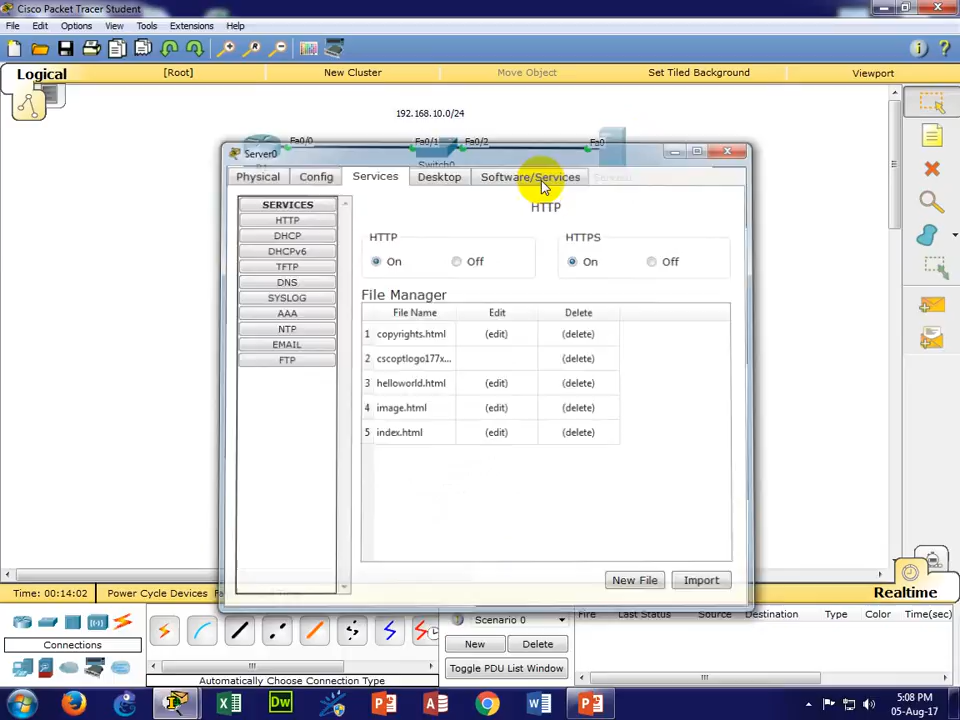 Cisco Packet Tracer Student
File Edit Options View Tools Extensions Help
Logical [Root] New Cluster Move Object Set Tiled Background Viewport
192.168.10.0/24
Fa0/0 Fa0/1 Fa0/2 Fa0
Switch0
Server0
Physical Config Services Desktop Software/Services
SERVICES
HTTP
DHCP
DHCPv6
TFTP
DNS
SYSLOG
AAA
NTP
EMAIL
FTP
HTTP
HTTP HTTPS
On Off On Off
File Manager
File Name Edit Delete
1 copyrights.html (edit) (delete)
2 cscoptlogo177x... (delete)
3 helloworld.html (edit) (delete)
4 image.html (edit) (delete)
5 index.html (edit) (delete)
New File Import
Time: 00:14:02 Power Cycle Devices Realtime
Connections
Automatically Choose Connection Type
Scenario 0
New Delete
Toggle PDU List Window
Fire Last Status Source Destination Color Time(sec)
5:08 PM
05-Aug-17